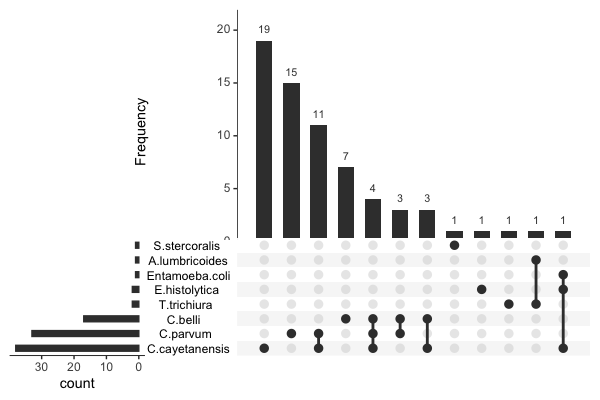 20
15
10
5
0
Frequency
19
15
11
7
4
3
3
1
1
1
1
1
S.stercoralis
A.lumbricoides
Entamoeba.coli
E.histolytica
T.trichiura
C.belli
C.parvum
C.cayetanensis
30 20 10 0
count